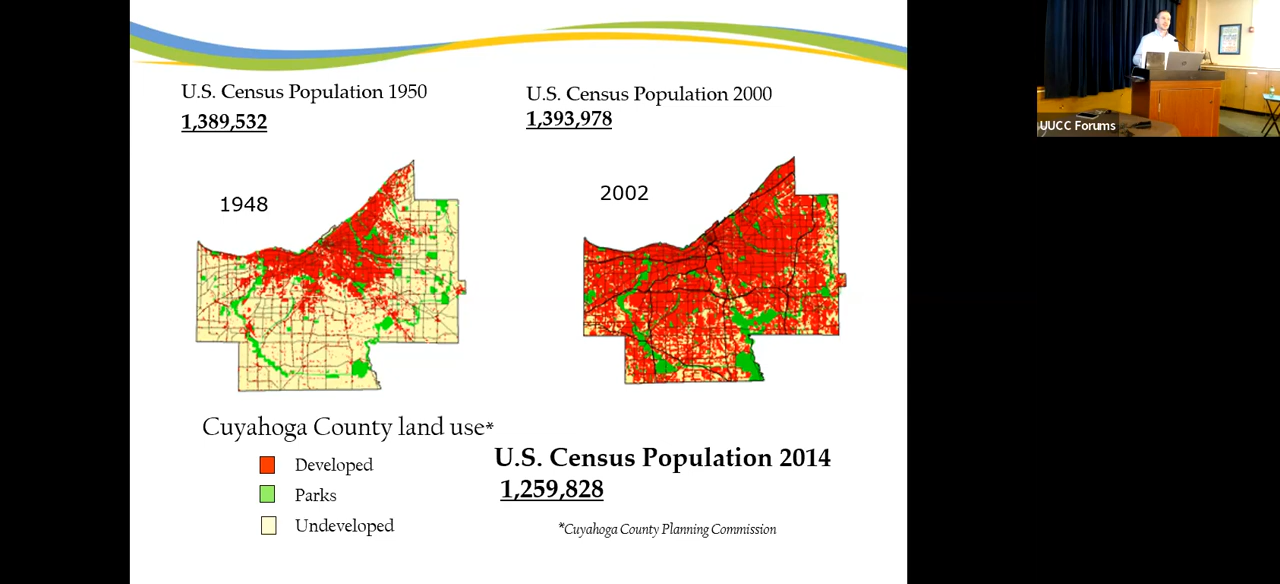 U.S. Census Population 1950
1,389,532
U.S. Census Population 2000
1,393,978
1948
2002
Cuyahoga County land use*
Developed
Parks
Undeveloped
U.S. Census Population 2014
1,259,828
*Cuyahoga County Planning Commission
UUCC Forums